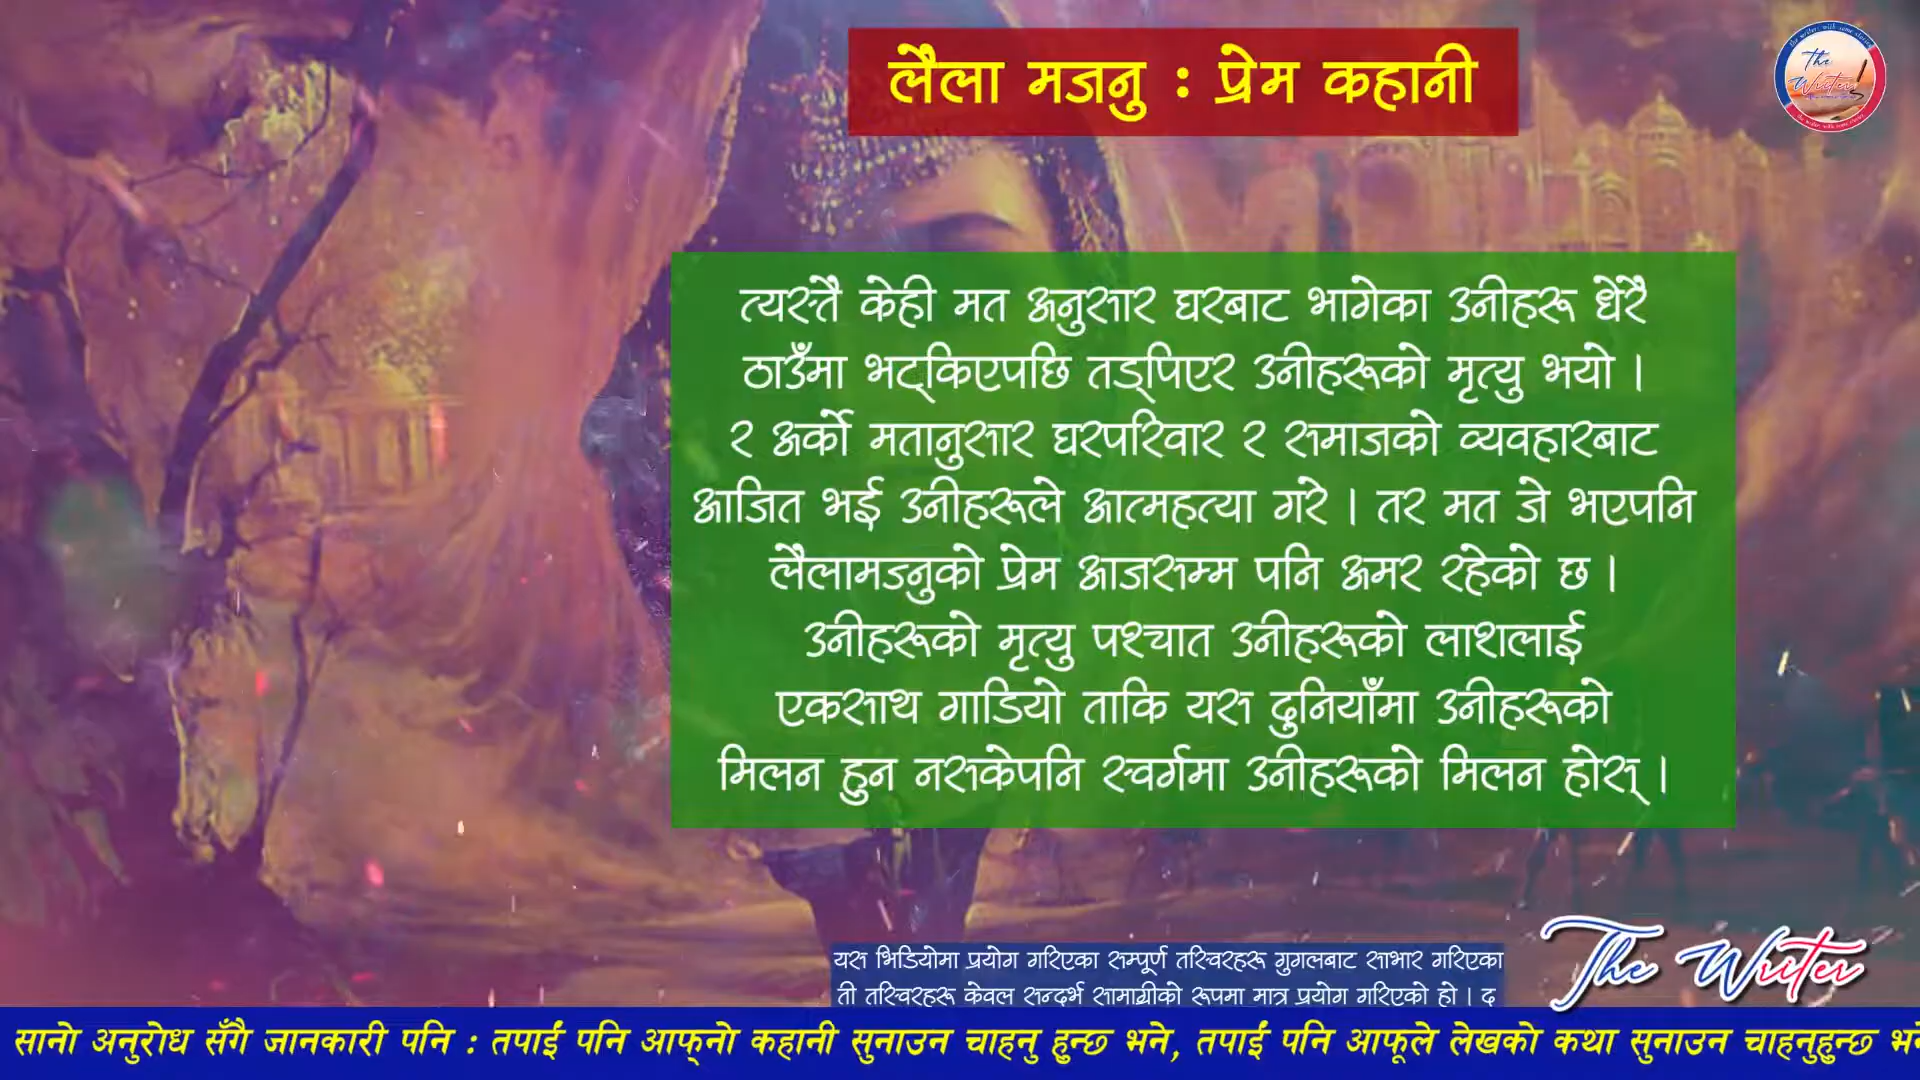 लैला मजनु : प्रेम कहानी
The
Writer
त्यस्तै केही मत अनुसार घरबाट भागेका उनीहरू धेरै
ठाउँमा भट्किएपछि तड्पिएर उनीहरूको मृत्यु भयो ।
र अर्को मतानुसार घरपरिवार र समाजको व्यवहारबाट
आजित भई उनीहरूले आत्महत्या गरे । तर मत जे भएपनि
लैलामज्नुको प्रेम आजसम्म पनि अमर रहेको छ ।
उनीहरूको मृत्यु पश्चात उनीहरूको लाशलाई
एकसाथ गाडियो ताकि यस दुनियाँमा उनीहरूको
मिलन हुन नसकेपनि स्वर्गमा उनीहरूको मिलन होस् ।
यस भिडियोमा प्रयोग गरिएका सम्पूर्ण तस्विरहरू गुगलबाट साभार गरिएका
ती तस्विरहरू केवल सन्दर्भ सामाग्रीको रूपमा मात्र प्रयोग गरिएको हो । द
The Writer
सानो अनुरोध सँगै जानकारी पनि : तपाईं पनि आफ्नो कहानी सुनाउन चाहनु हुन्छ भने, तपाईं पनि आफूले लेखको कथा सुनाउन चाहनुहुन्छ भने